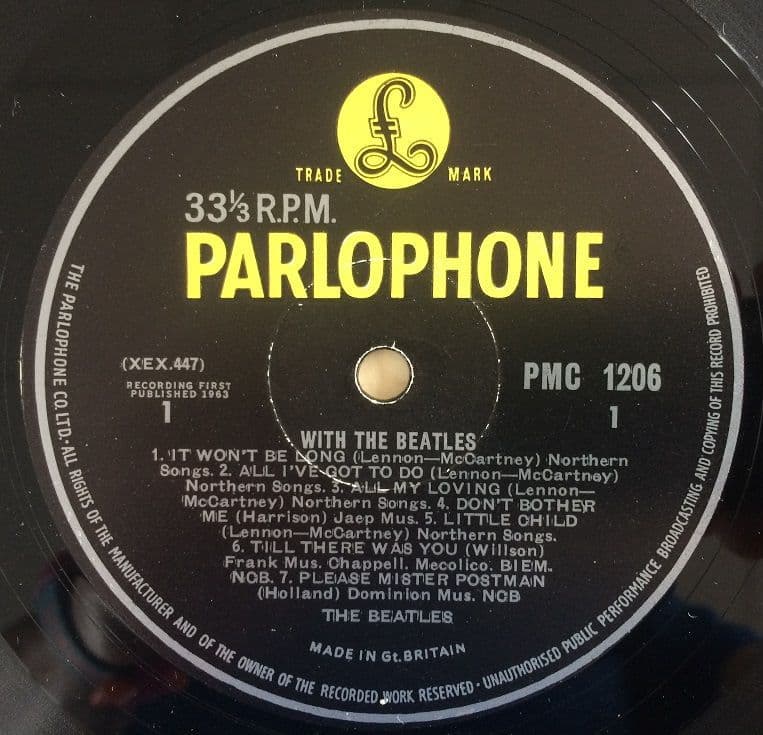 £
TRADE MARK
33⅓ R.P.M.
PARLOPHONE
(XEX.447)
RECORDING FIRST
PUBLISHED 1963
1
PMC 1206
1
WITH THE BEATLES
1. IT WON'T BE LONG (Lennon—McCartney) Northern
Songs. 2. ALL I'VE GOT TO DO (Lennon—McCartney)
Northern Songs. 3. ALL MY LOVING (Lennon—
McCartney) Northern Songs. 4. DON'T BOTHER
ME (Harrison) Jaep Mus. 5. LITTLE CHILD
(Lennon—McCartney) Northern Songs.
6. TILL THERE WAS YOU (Willson)
Frank Mus. Chappell. Mecolico. BIEM.
NCB. 7. PLEASE MISTER POSTMAN
(Holland) Dominion Mus. NCB
THE BEATLES
MADE IN Gt. BRITAIN
THE PARLOPHONE CO. LTD. · ALL RIGHTS OF THE MANUFACTURER AND OF THE OWNER OF THE RECORDED WORK RESERVED · UNAUTHORISED PUBLIC PERFORMANCE BROADCASTING AND COPYING OF THIS RECORD PROHIBITED